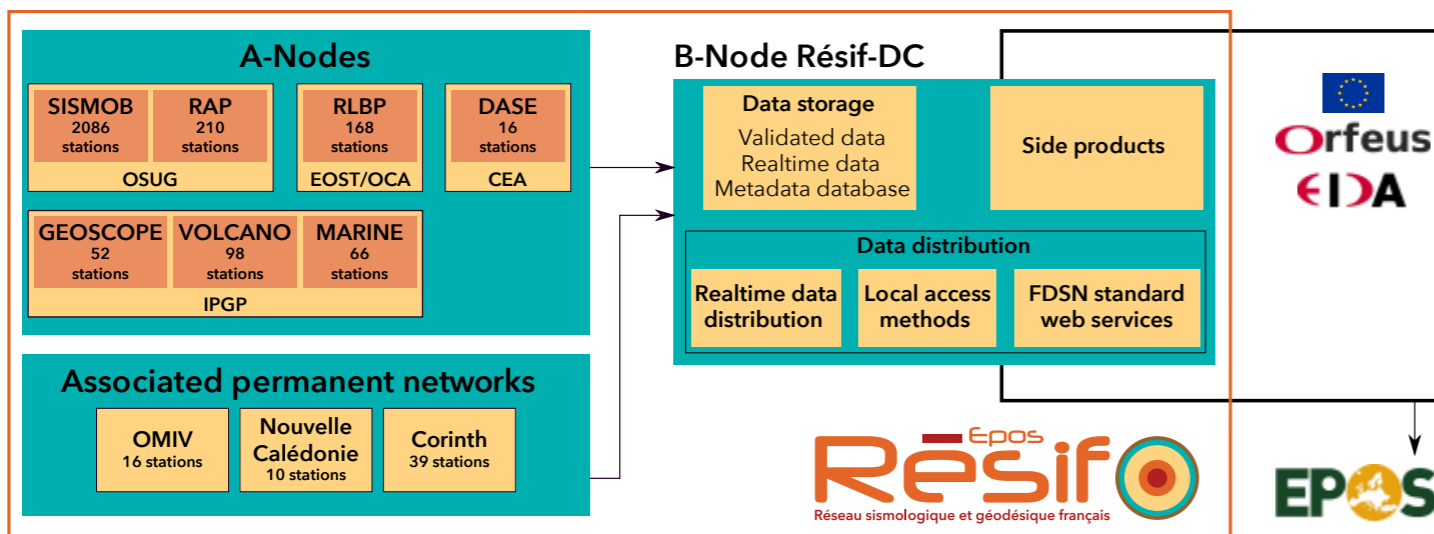 A-Nodes
SISMOB
2086
stations
RAP
210
stations
OSUG
RLBP
168
stations
EOST/OCA
DASE
16
stations
CEA
GEOSCOPE
52
stations
VOLCANO
98
stations
MARINE
66
stations
IPGP
Associated permanent networks
OMIV
16 stations
Nouvelle
Calédonie
10 stations
Corinth
39 stations
B-Node Résif-DC
Data storage
Validated data
Realtime data
Metadata database
Side products
Data distribution
Realtime data
distribution
Local access
methods
FDSN standard
web services
Epos
Résif
Réseau sismologique et géodésique français
Orfeus
EIDA
EPOS